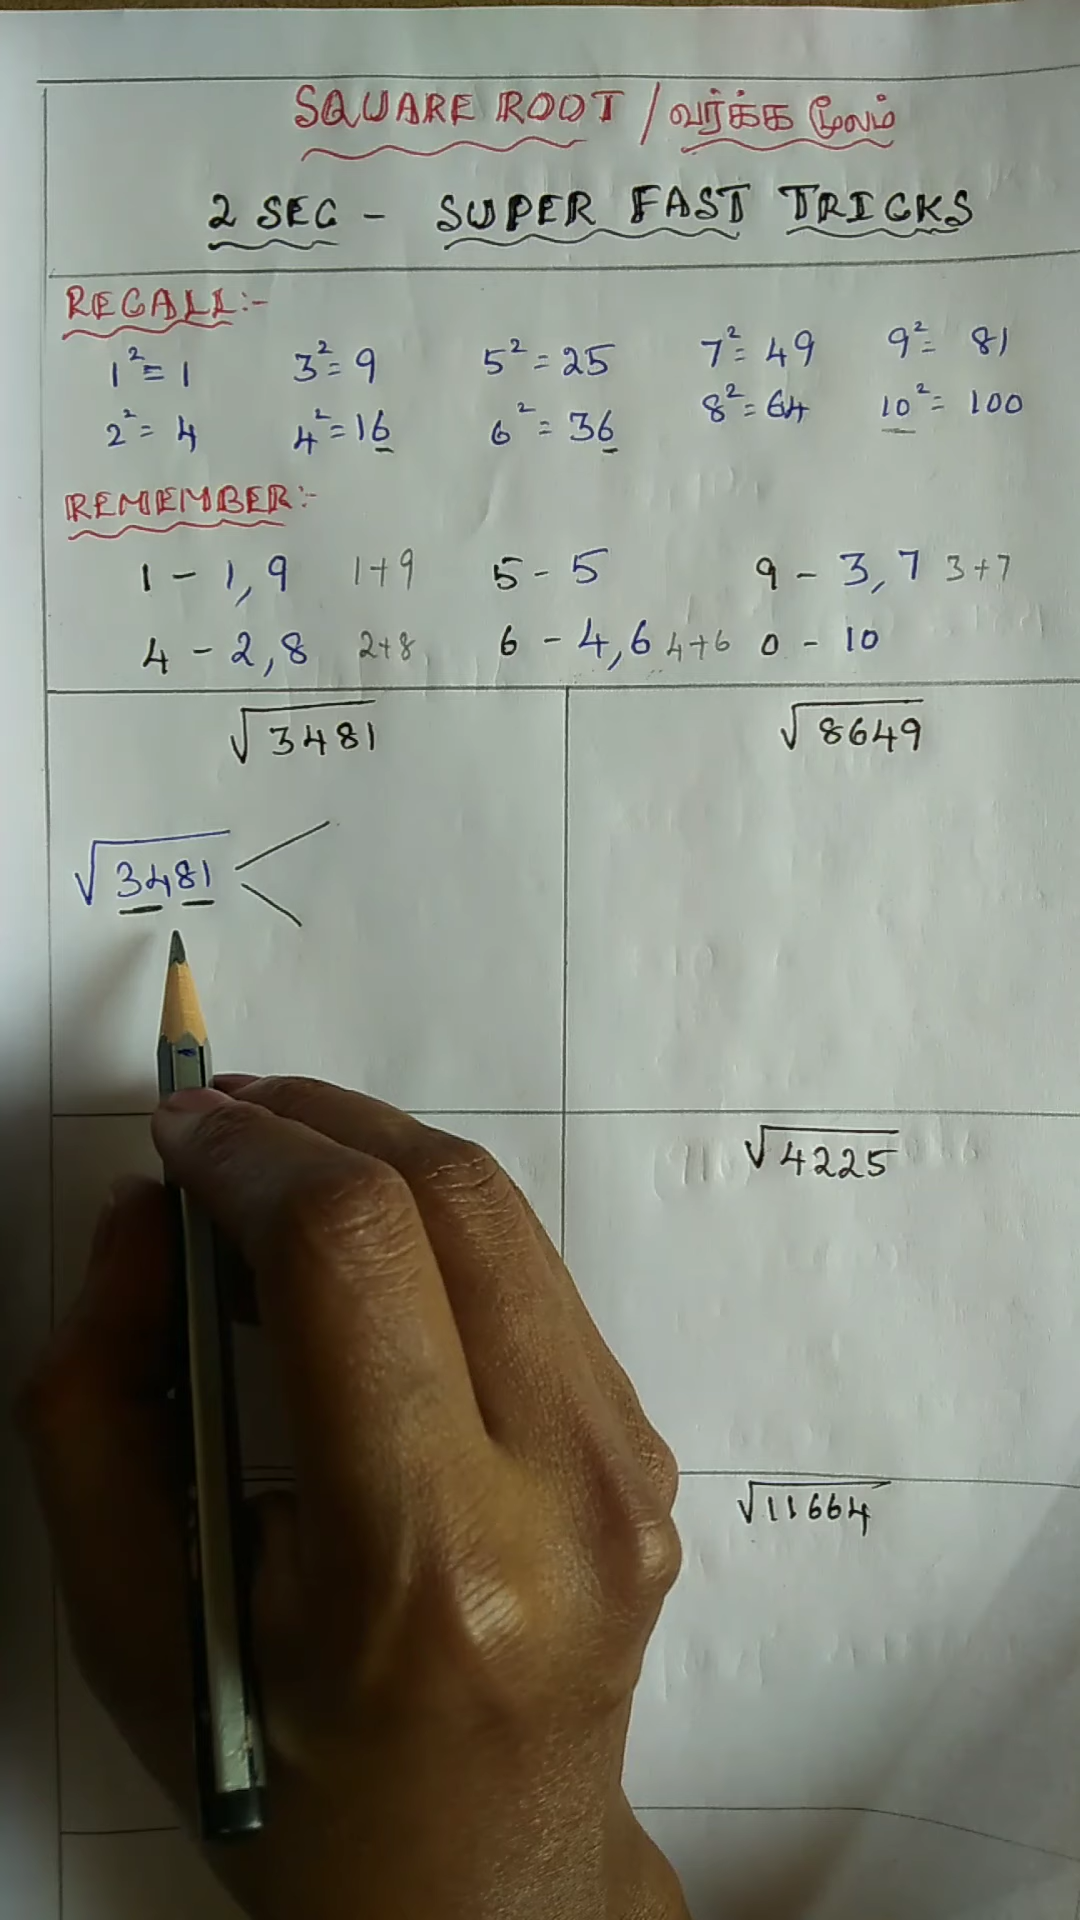 SQUARE ROOT / வர்க்க மூலம்
2 SEC - SUPER FAST TRICKS
RECALL:-
1²=1 3²=9 5²=25 7²=49 9²= 81
2²=4 4²=16 6²=36 8²=64 10²= 100
REMEMBER:-
1 - 1, 9 1+9 5 - 5 9 - 3, 7 3+7
4 - 2, 8 2+8 6 - 4, 6 4+6 0 - 10
√3481 √8649
√3481
√4225
√11664